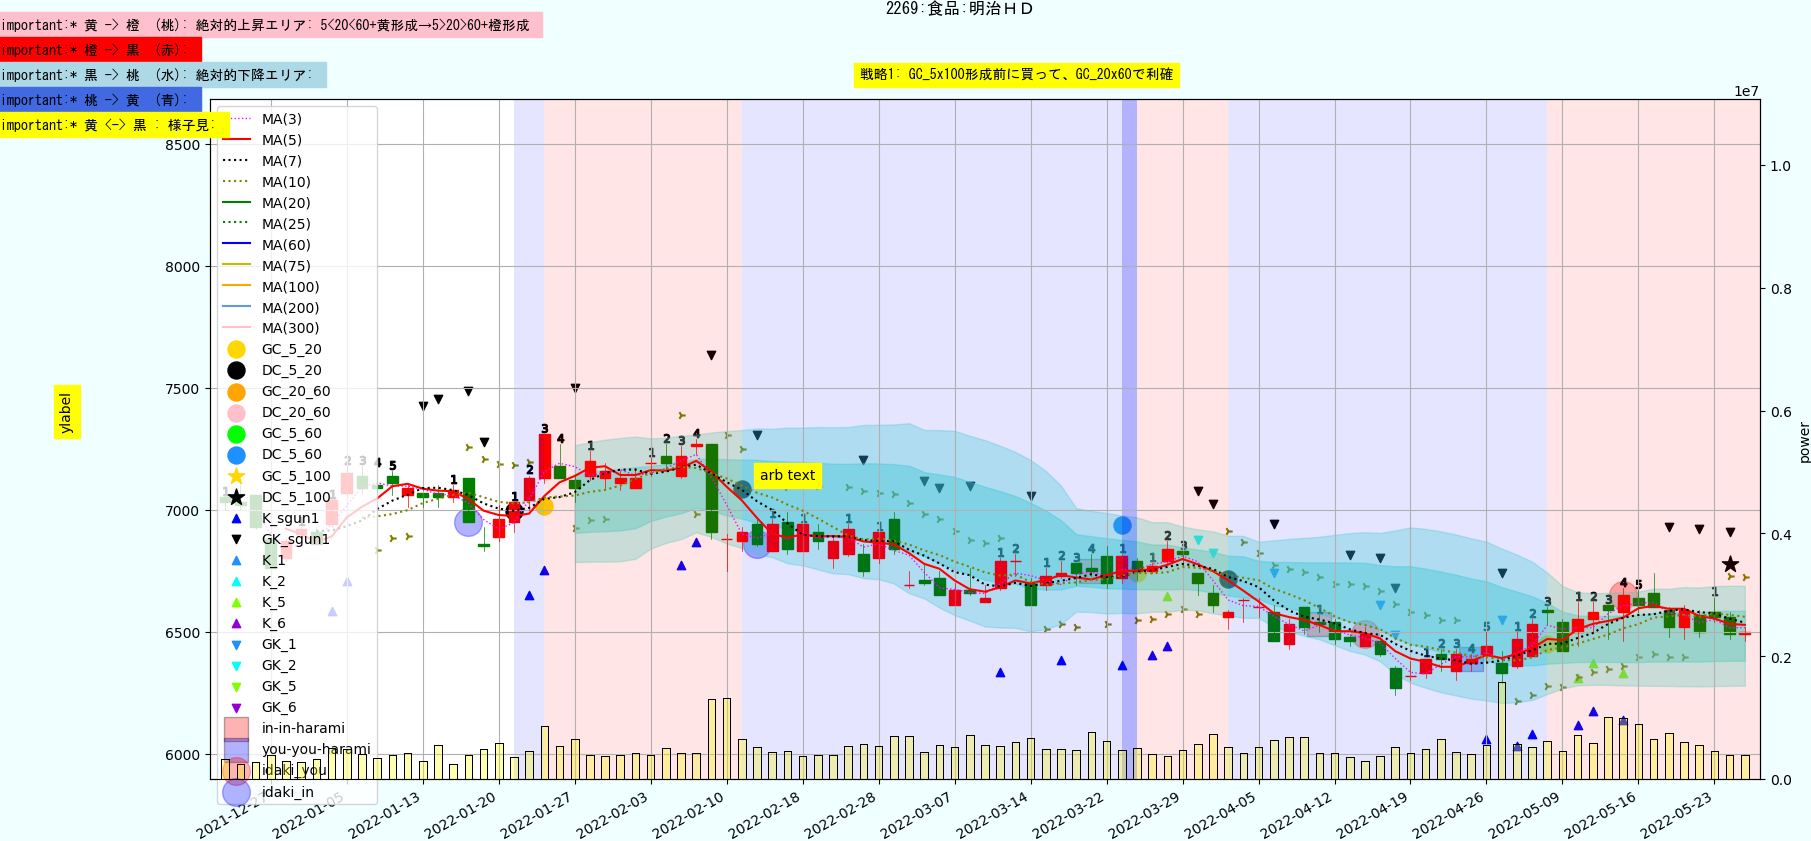 2269:食品:明治ＨＤ
important:* 黄 -> 橙 （桃）: 絶対的上昇エリア: 5<20<60+黄形成→5>20>60+橙形成
important:* 橙 -> 黒 （赤）:
important:* 黒 -> 桃 （水）: 絶対的下降エリア:
戦略1: GC_5x100形成前に買って、GC_20x60で利確
important:* 桃 -> 黄 （青）:
important:* 黄 <-> 黒 : 様子見:
1e7
MA(3)
MA(5)
MA(7)
MA(10)
MA(20)
MA(25)
MA(60)
MA(75)
MA(100)
MA(200)
MA(300)
GC_5_20
DC_5_20
GC_20_60
DC_20_60
GC_5_60
DC_5_60
GC_5_100
DC_5_100
K_sgun1
GK_sgun1
K_1
K_2
K_5
K_6
GK_1
GK_2
GK_5
GK_6
in-in-harami
you-you-harami
idaki_you
idaki_in
8500
8000
7500
7000
6500
6000
ylabel
arb text
1.0
0.8
0.6
0.4
0.2
0.0
power
2022-01-05
2022-01-13
2022-01-20
2022-01-27
2022-02-03
2022-02-10
2022-02-18
2022-02-28
2022-03-07
2022-03-14
2022-03-22
2022-03-29
2022-04-05
2022-04-12
2022-04-19
2022-04-26
2022-05-09
2022-05-16
2022-05-23